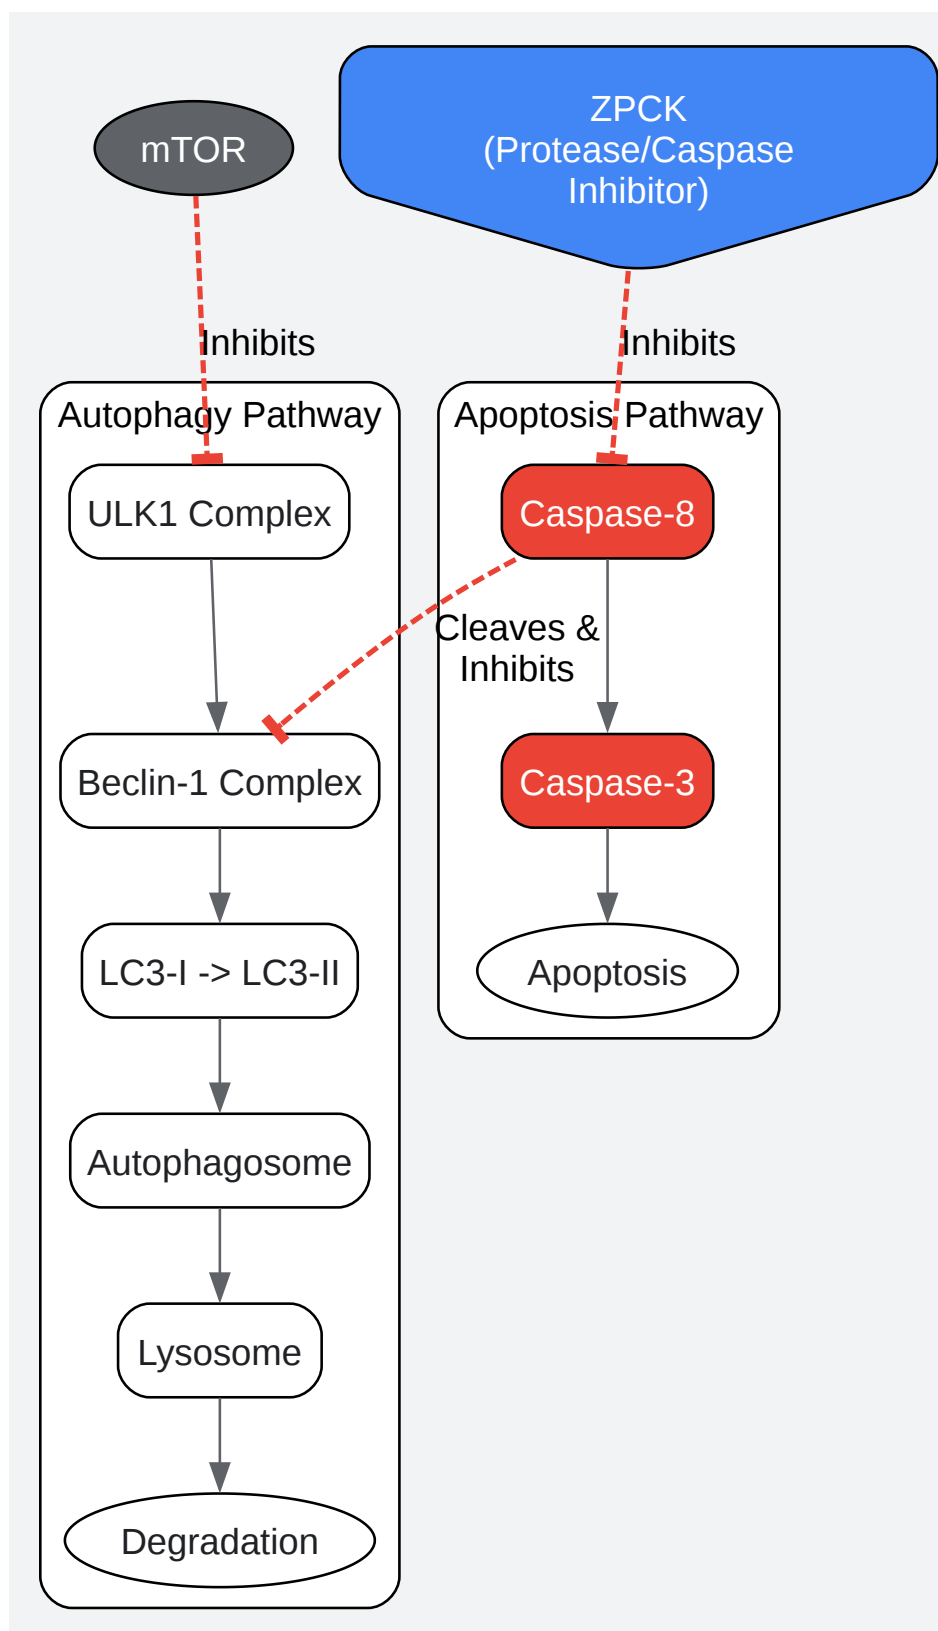 mTOR
ZPCK
(Protease/Caspase
Inhibitor)
Inhibits
Inhibits
Autophagy Pathway
Apoptosis Pathway
ULK1 Complex
Caspase-8
Cleaves &
Inhibits
Beclin-1 Complex
Caspase-3
LC3-I -> LC3-II
Apoptosis
Autophagosome
Lysosome
Degradation